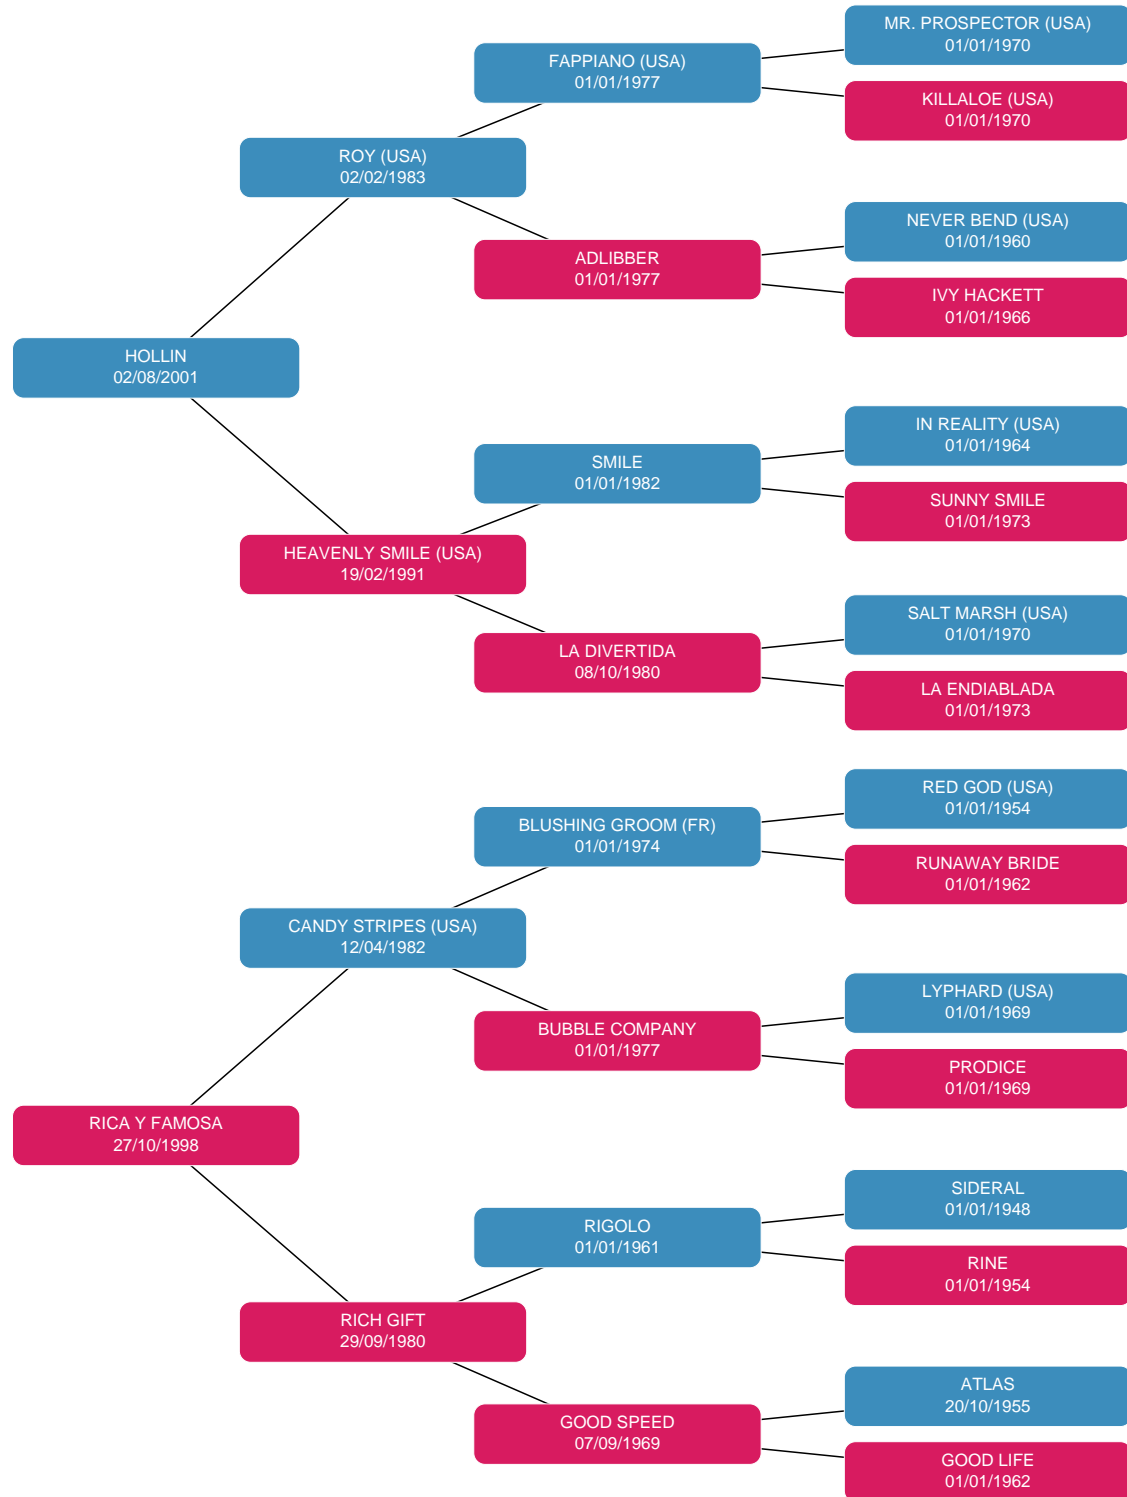 MR. PROSPECTOR (USA)
01/01/1970
FAPPIANO (USA)
01/01/1977
KILLALOE (USA)
01/01/1970
ROY (USA)
02/02/1983
NEVER BEND (USA)
01/01/1960
ADLIBBER
01/01/1977
IVY HACKETT
01/01/1966
HOLLIN
02/08/2001
IN REALITY (USA)
01/01/1964
SMILE
01/01/1982
SUNNY SMILE
01/01/1973
HEAVENLY SMILE (USA)
19/02/1991
SALT MARSH (USA)
01/01/1970
LA DIVERTIDA
08/10/1980
LA ENDIABLADA
01/01/1973
RED GOD (USA)
01/01/1954
BLUSHING GROOM (FR)
01/01/1974
RUNAWAY BRIDE
01/01/1962
CANDY STRIPES (USA)
12/04/1982
LYPHARD (USA)
01/01/1969
BUBBLE COMPANY
01/01/1977
PRODICE
01/01/1969
RICA Y FAMOSA
27/10/1998
SIDERAL
01/01/1948
RIGOLO
01/01/1961
RINE
01/01/1954
RICH GIFT
29/09/1980
ATLAS
20/10/1955
GOOD SPEED
07/09/1969
GOOD LIFE
01/01/1962